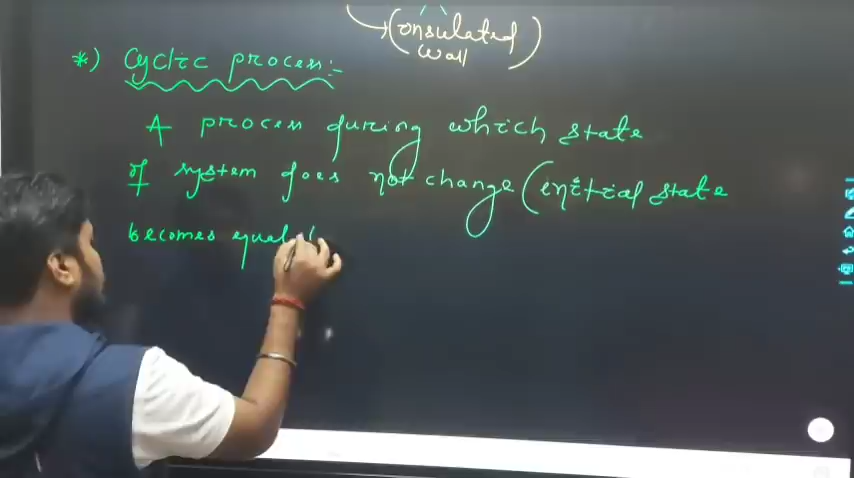 (insulated
wall)
*) Cyclic process:-
A process during which state
of system does not change (initial state
becomes equal